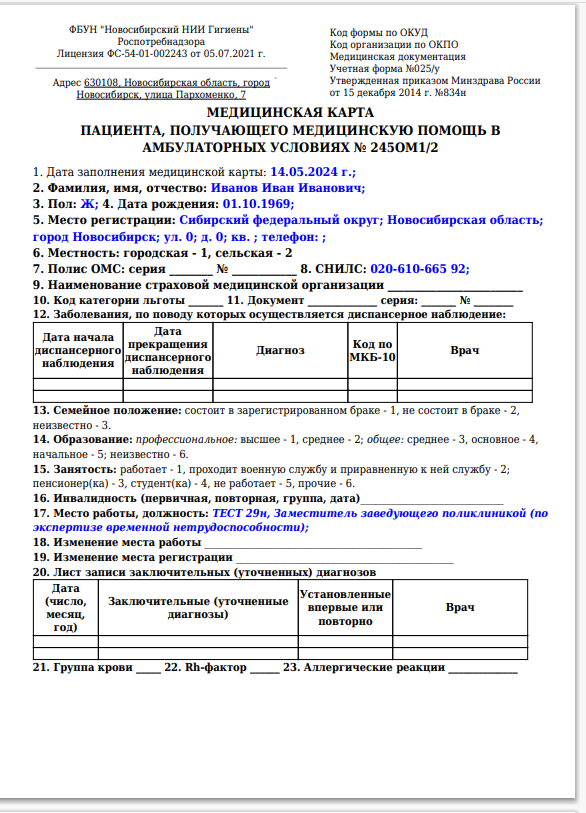 ФБУН "Новосибирский НИИ Гигиены"
Роспотребнадзора
Лицензия ФС-54-01-002243 от 05.07.2021 г.
Адрес 630108, Новосибирская область, город
Новосибирск, улица Пархоменко, 7
Код формы по ОКУД
Код организации по ОКПО
Медицинская документация
Учетная форма №025/у
Утвержденная приказом Минздрава России
от 15 декабря 2014 г. №834н
МЕДИЦИНСКАЯ КАРТА
ПАЦИЕНТА, ПОЛУЧАЮЩЕГО МЕДИЦИНСКУЮ ПОМОЩЬ В
АМБУЛАТОРНЫХ УСЛОВИЯХ № 245ОМ1/2
1. Дата заполнения медицинской карты: 14.05.2024 г.;
2. Фамилия, имя, отчество: Иванов Иван Иванович;
3. Пол: Ж; 4. Дата рождения: 01.10.1969;
5. Место регистрации: Сибирский федеральный округ; Новосибирская область;
город Новосибирск; ул. 0; д. 0; кв. ; телефон: ;
6. Местность: городская - 1, сельская - 2
7. Полис ОМС: серия _______ № ___________ 8. СНИЛС: 020-610-665 92;
9. Наименование страховой медицинской организации _______________________
10. Код категории льготы ______ 11. Документ ____________ серия: ______ № _______
12. Заболевания, по поводу которых осуществляется диспансерное наблюдение:
Дата начала диспансерного наблюдения
Дата прекращения диспансерного наблюдения
Диагноз
Код по МКБ-10
Врач
13. Семейное положение: состоит в зарегистрированном браке - 1, не состоит в браке - 2,
неизвестно - 3.
14. Образование: профессиональное: высшее - 1, среднее - 2; общее: среднее - 3, основное - 4,
начальное - 5; неизвестно - 6.
15. Занятость: работает - 1, проходит военную службу и приравненную к ней службу - 2;
пенсионер(ка) - 3, студент(ка) - 4, не работает - 5, прочие - 6.
16. Инвалидность (первичная, повторная, группа, дата)__________________________
17. Место работы, должность: ТЕСТ 29н, Заместитель заведующего поликлиникой (по
экспертизе временной нетрудоспособности);
18. Изменение места работы ________________________________________
19. Изменение места регистрации ________________________________________
20. Лист записи заключительных (уточненных) диагнозов
Дата (число, месяц, год)
Заключительные (уточненные диагнозы)
Установленные впервые или повторно
Врач
21. Группа крови _____ 22. Rh-фактор ______ 23. Аллергические реакции _____________